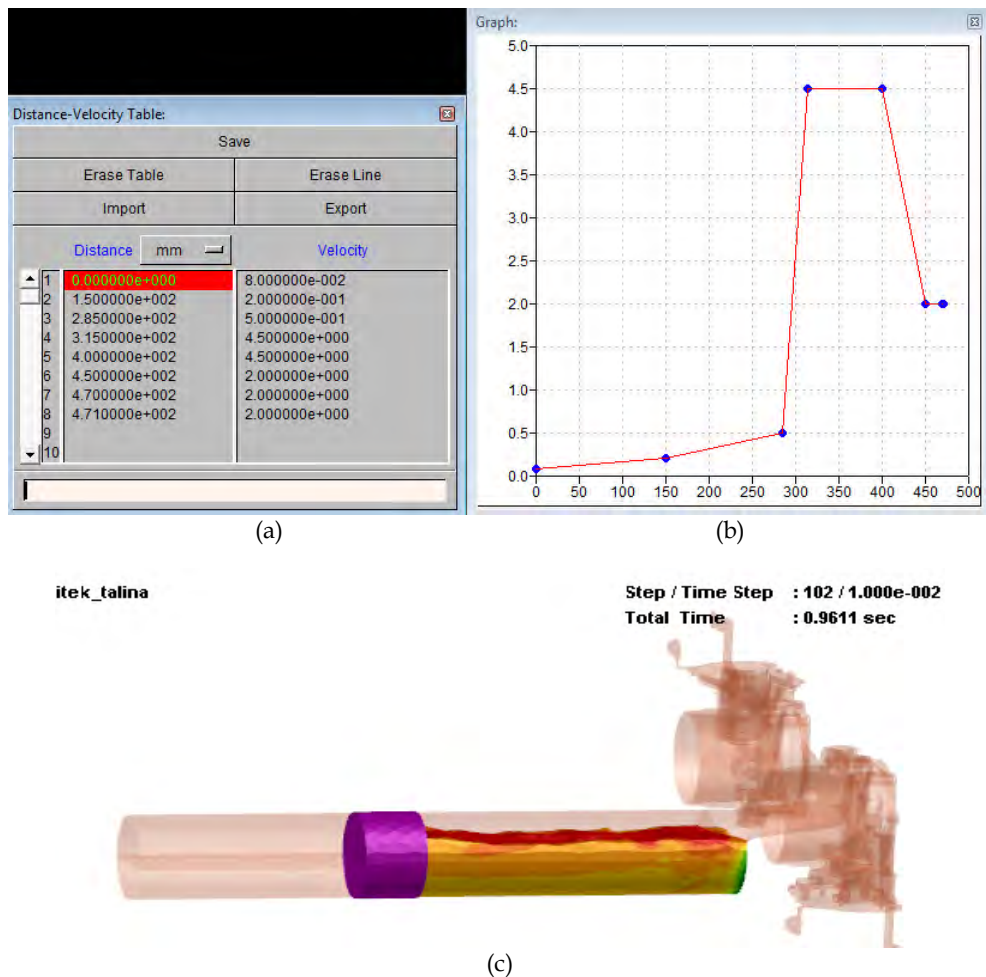 Distance-Velocity Table:
Save
Erase Table Erase Line
Import Export
Distance mm Velocity
1 0.000000e+000 8.000000e-002
2 1.500000e+002 2.000000e-001
3 2.850000e+002 5.000000e-001
4 3.150000e+002 4.500000e+000
5 4.000000e+002 4.500000e+000
6 4.500000e+002 2.000000e+000
7 4.700000e+002 2.000000e+000
8 4.710000e+002 2.000000e+000
9
10
(a)
Graph:
5.0
4.5
4.0
3.5
3.0
2.5
2.0
1.5
1.0
0.5
0.0
0 50 100 150 200 250 300 350 400 450 500
(b)
itek_talina
Step / Time Step : 102 / 1.000e-002
Total Time : 0.9611 sec
(c)